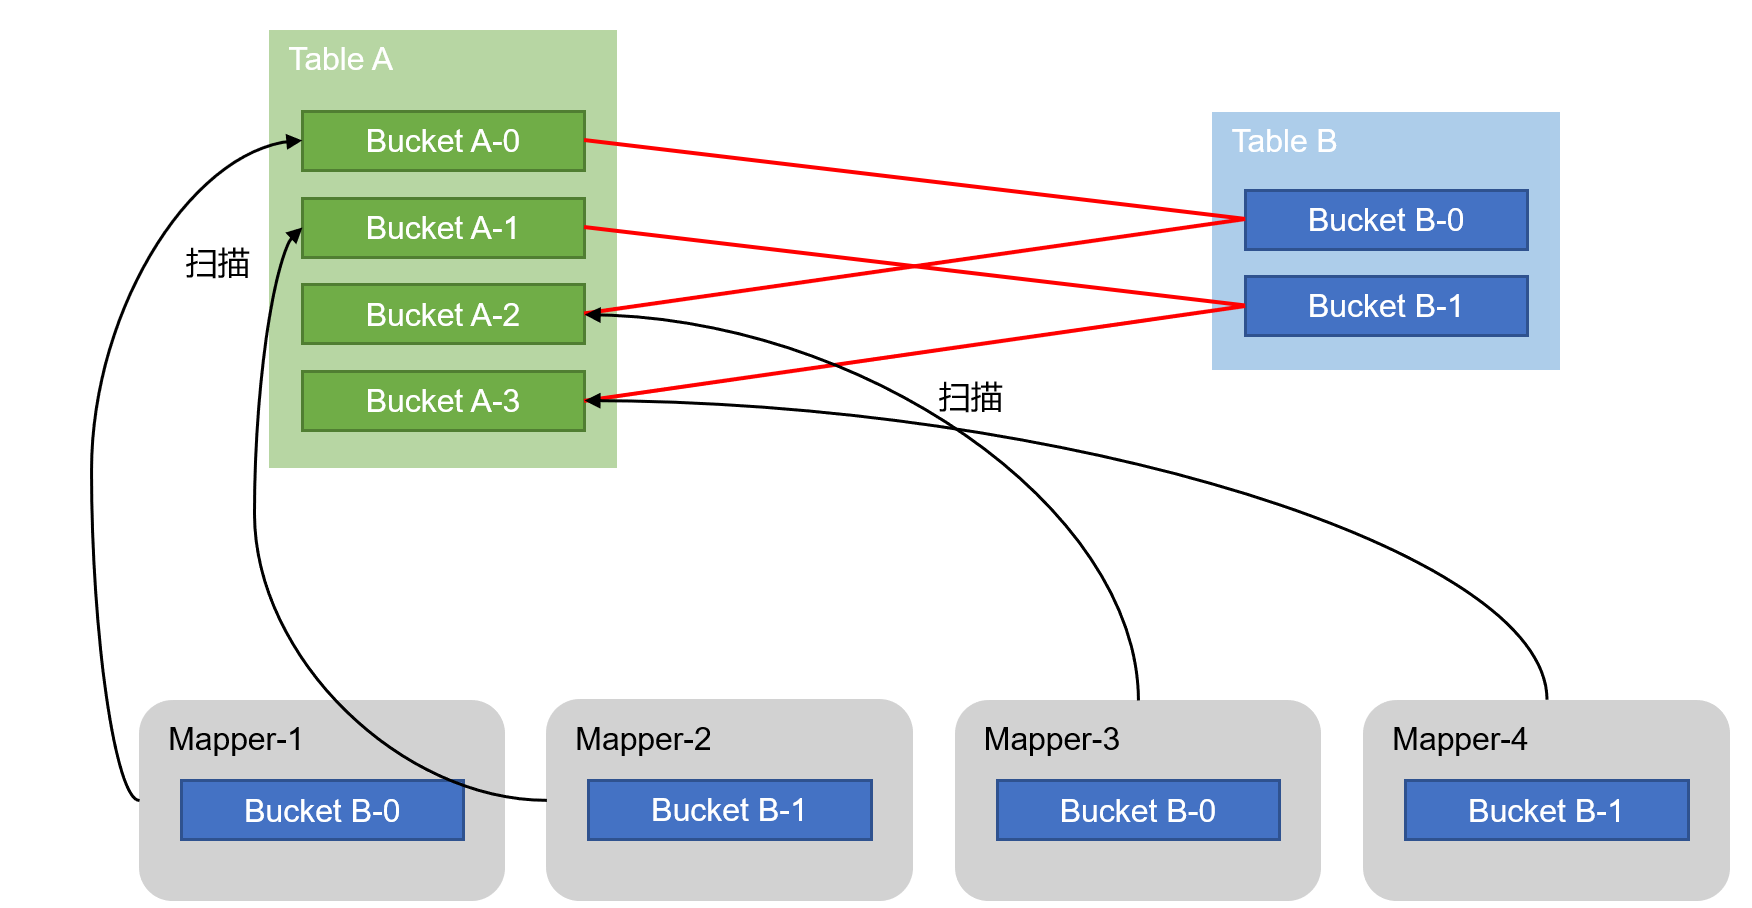 Table A
Bucket A-0
Bucket A-1
Bucket A-2
Bucket A-3
Table B
Bucket B-0
Bucket B-1
扫描
扫描
Mapper-1
Bucket B-0
Mapper-2
Bucket B-1
Mapper-3
Bucket B-0
Mapper-4
Bucket B-1